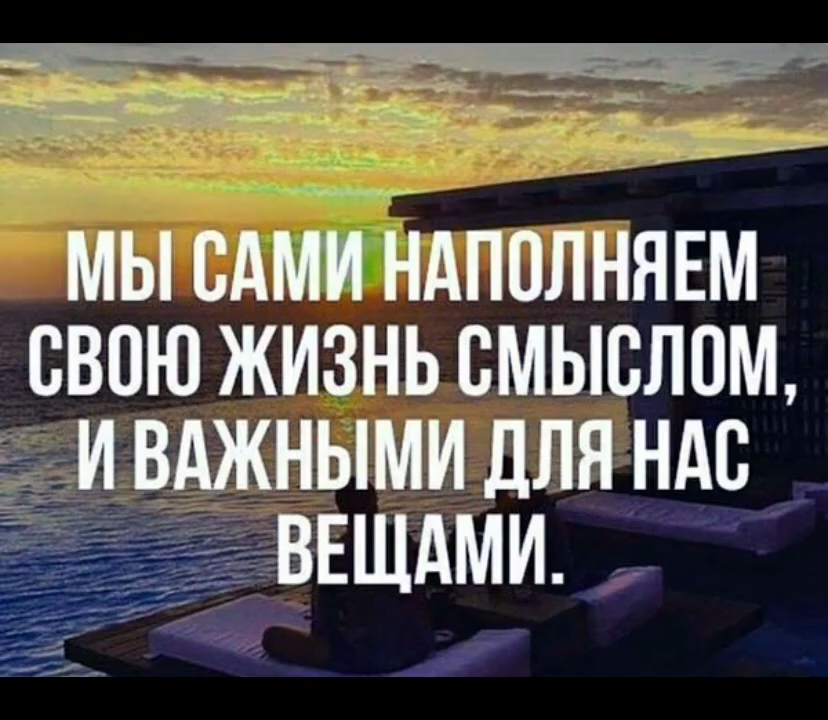 МЫ САМИ НАПОЛНЯЕМ
СВОЮ ЖИЗНЬ СМЫСЛОМ,
И ВАЖНЫМИ ДЛЯ НАС
ВЕЩАМИ.